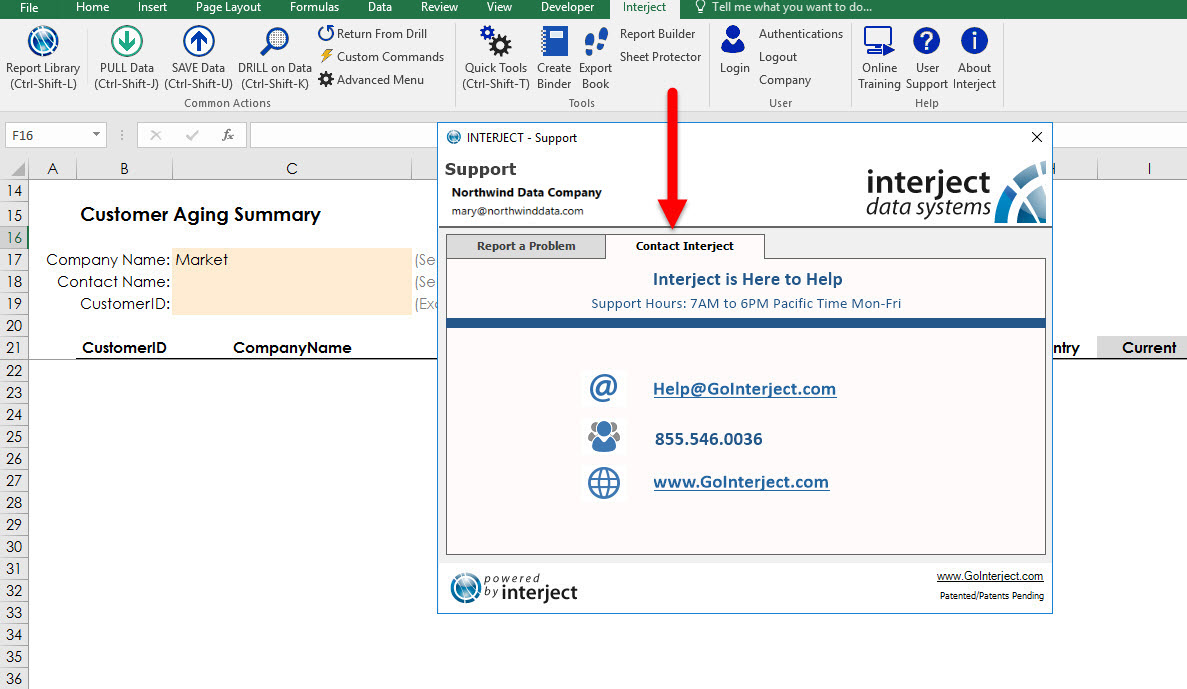 File Home Insert Page Layout Formulas Data Review View Developer Interject Tell me what you want to do...
Report Library
(Ctrl-Shift-L)
PULL Data
(Ctrl-Shift-J)
SAVE Data
(Ctrl-Shift-U)
DRILL on Data
(Ctrl-Shift-K)
Return From Drill
Custom Commands
Advanced Menu
Common Actions
Quick Tools
(Ctrl-Shift-T)
Create
Binder
Export
Book
Report Builder
Sheet Protector
Tools
Login
Authentications
Logout
Company
User
Online
Training
User
Support
About
Interject
Help
F16 fx
A B C H I
14
15 Customer Aging Summary
16
17 Company Name: Market (Se
18 Contact Name: (Se
19 CustomerID: (Exc
20
21 CustomerID CompanyName ntry Current
22
23
24
25
26
27
28
29
30
31
32
33
34
35
36
INTERJECT - Support
Support
Northwind Data Company
mary@northwinddata.com
interject
data systems
Report a Problem Contact Interject
Interject is Here to Help
Support Hours: 7AM to 6PM Pacific Time Mon-Fri
@ Help@GoInterject.com
855.546.0036
www.GoInterject.com
powered
by interject
www.GoInterject.com
Patented/Patents Pending